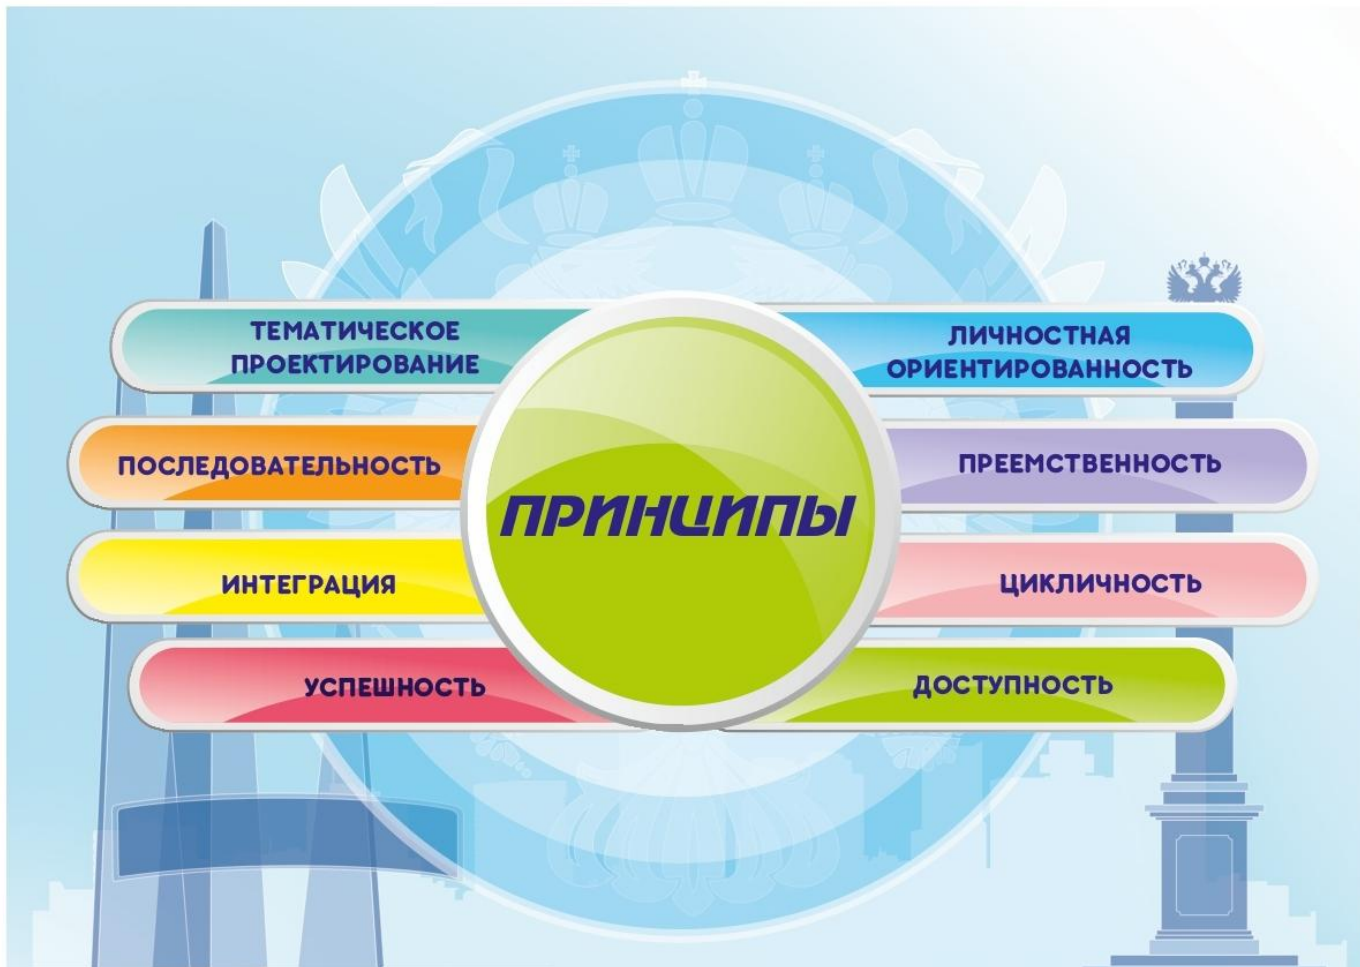 ТЕМАТИЧЕСКОЕ
ПРОЕКТИРОВАНИЕ
ПОСЛЕДОВАТЕЛЬНОСТЬ
ИНТЕГРАЦИЯ
УСПЕШНОСТЬ
ПРИНЦИПЫ
ЛИЧНОСТНАЯ
ОРИЕНТИРОВАННОСТЬ
ПРЕЕМСТВЕННОСТЬ
ЦИКЛИЧНОСТЬ
ДОСТУПНОСТЬ